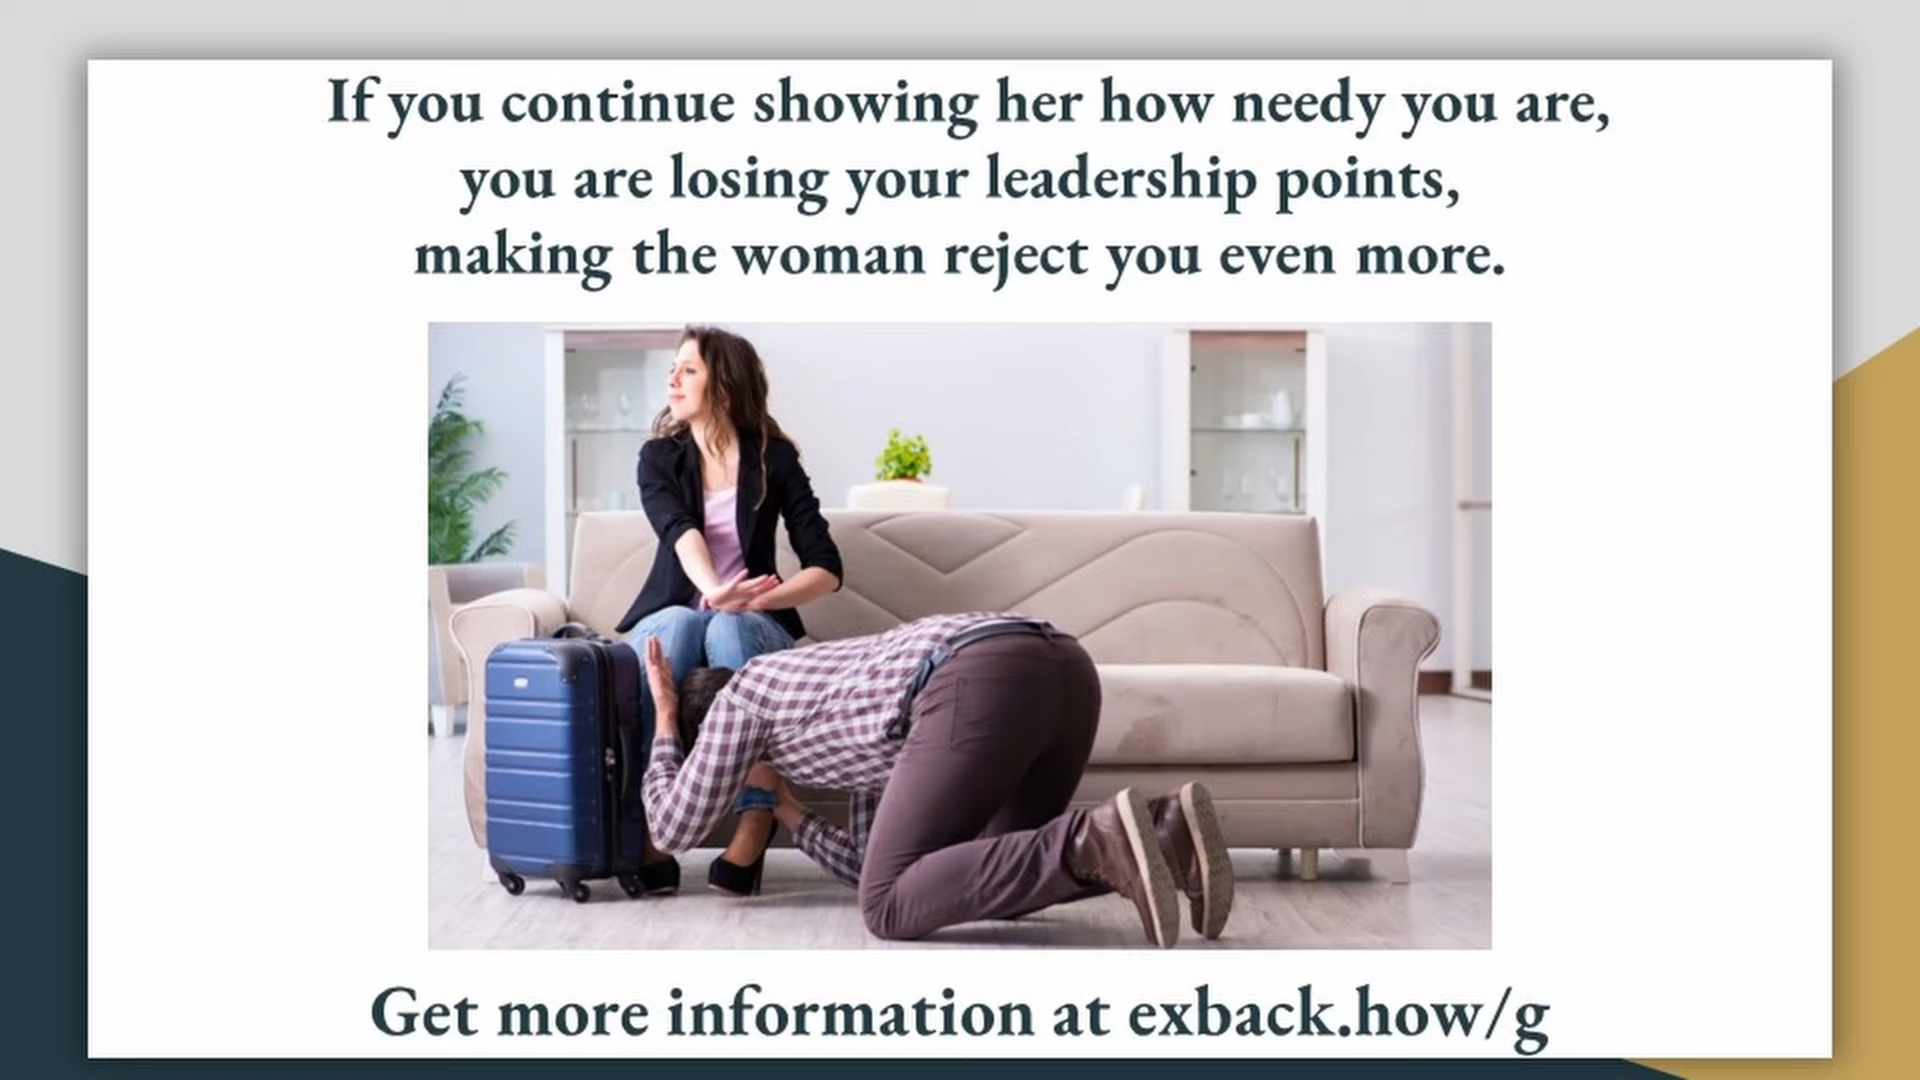 If you continue showing her how needy you are,
you are losing your leadership points,
making the woman reject you even more.
Get more information at exback.how/g